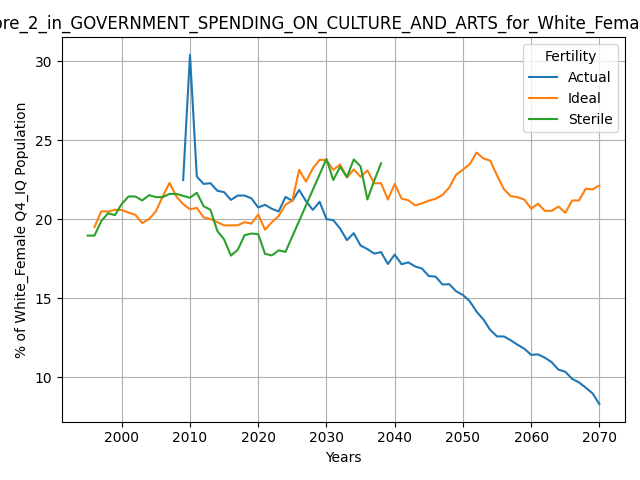 ore_2_in_GOVERNMENT_SPENDING_ON_CULTURE_AND_ARTS_for_White_Fema
Fertility
Actual
Ideal
Sterile
% of White_Female Q4_IQ Population
30
25
20
15
10
2000 2010 2020 2030 2040 2050 2060 2070
Years